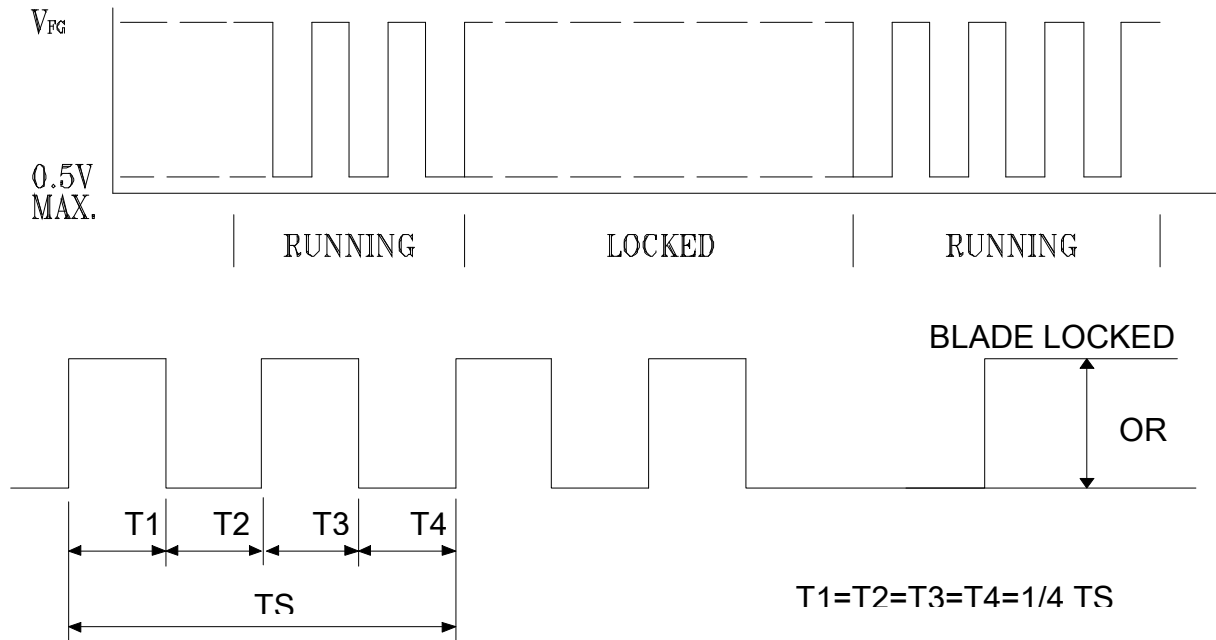 VFG
0.5V
MAX.
RUNNING
LOCKED
RUNNING
BLADE LOCKED
OR
T1
T2
T3
T4
TS
T1=T2=T3=T4=1/4 TS